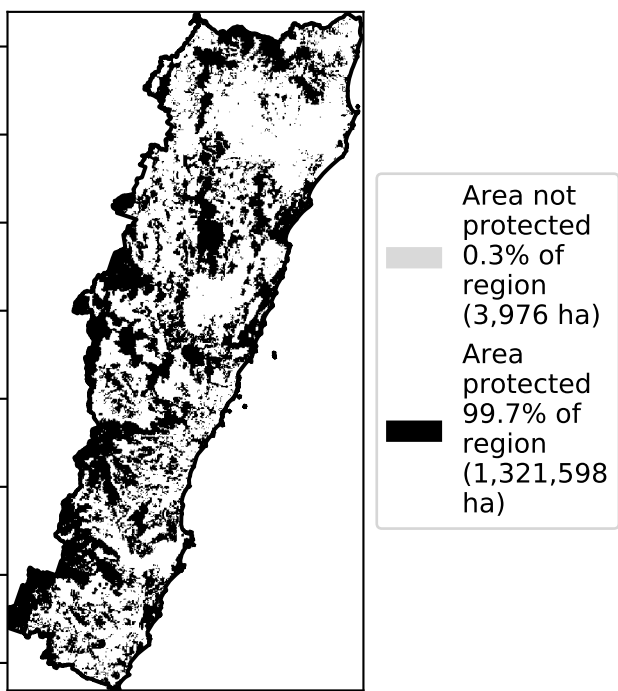 Area not
protected
0.3% of
region
(3,976 ha)
Area
protected
99.7% of
region
(1,321,598
ha)